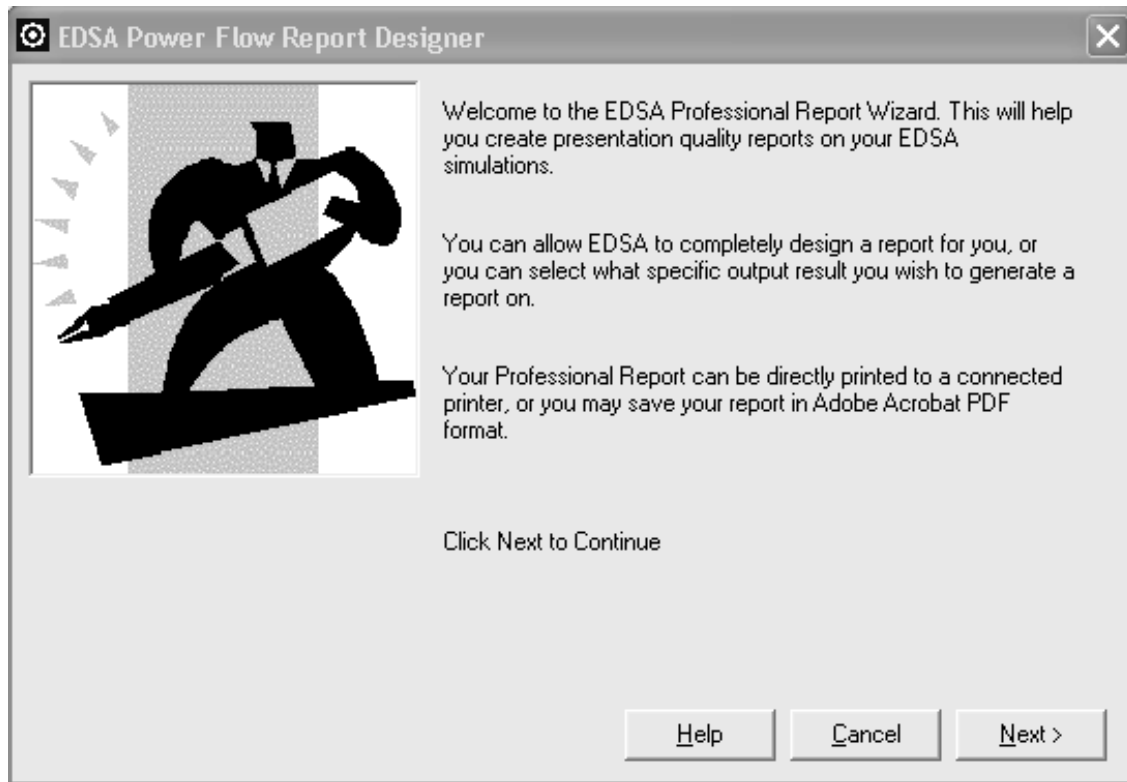 EDSA Power Flow Report Designer
Welcome to the EDSA Professional Report Wizard. This will help
you create presentation quality reports on your EDSA
simulations.
You can allow EDSA to completely design a report for you, or
you can select what specific output result you wish to generate a
report on.
Your Professional Report can be directly printed to a connected
printer, or you may save your report in Adobe Acrobat PDF
format.
Click Next to Continue
Help
Cancel
Next >